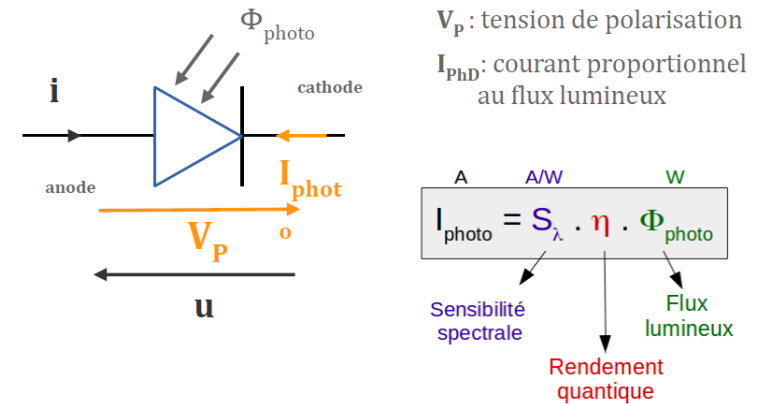 Φphoto
i
cathode
anode
Iphot
o
VP
u
VP : tension de polarisation
IPhD: courant proportionnel
au flux lumineux
A A/W W
Iphoto = Sλ . η . Φphoto
Sensibilité
spectrale
Flux
lumineux
Rendement
quantique